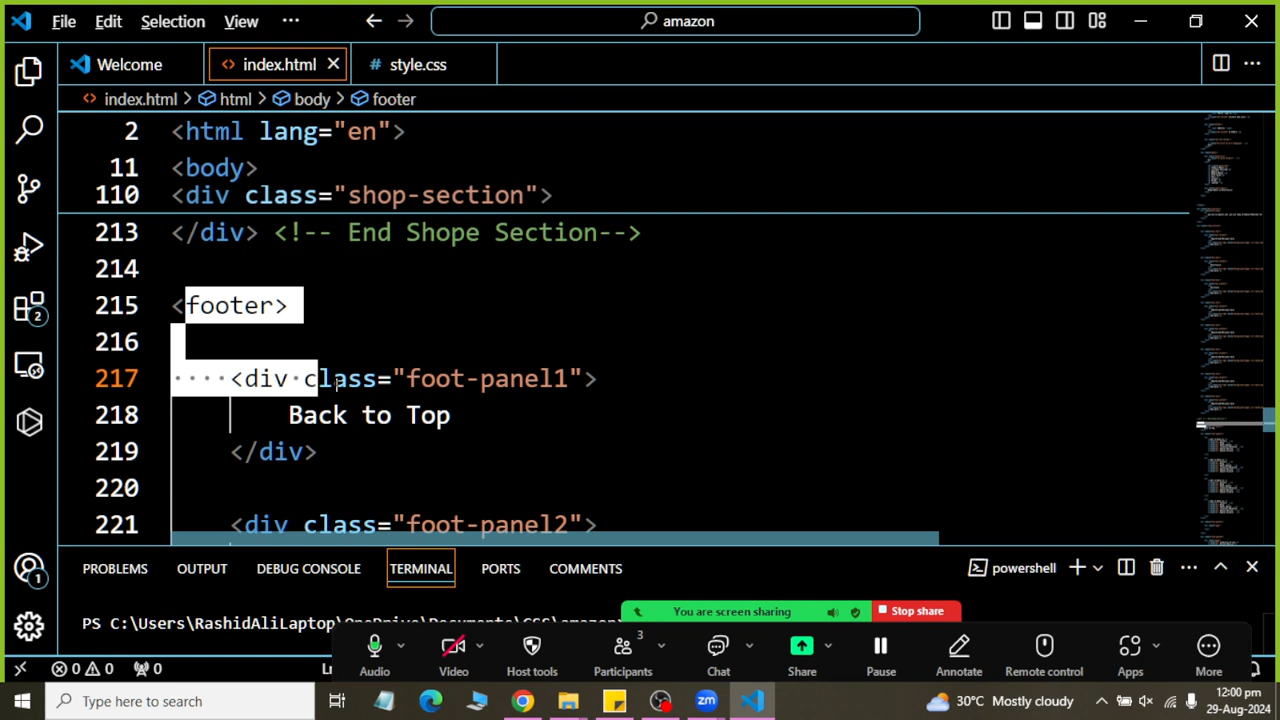 File Edit Selection View ··· amazon
Welcome index.html style.css
index.html > html > body > footer
2 <html lang="en">
11 <body>
110 <div class="shop-section">
213 </div> <!-- End Shope Section-->
214
215 <footer>
216
217 <div class="foot-panel1">
218 Back to Top
219 </div>
220
221 <div class="foot-panel2">
2
1
PROBLEMS OUTPUT DEBUG CONSOLE TERMINAL PORTS COMMENTS powershell
You are screen sharing Stop share
PS C:\Users\RashidAliLaptop\OneDrive\Documents\CSS\amazon>
3
Audio Video Host tools Participants Chat Share Pause Annotate Remote control Apps More
0 0 0
Type here to search
zm
30°C Mostly cloudy
12:00 pm
29-Aug-2024